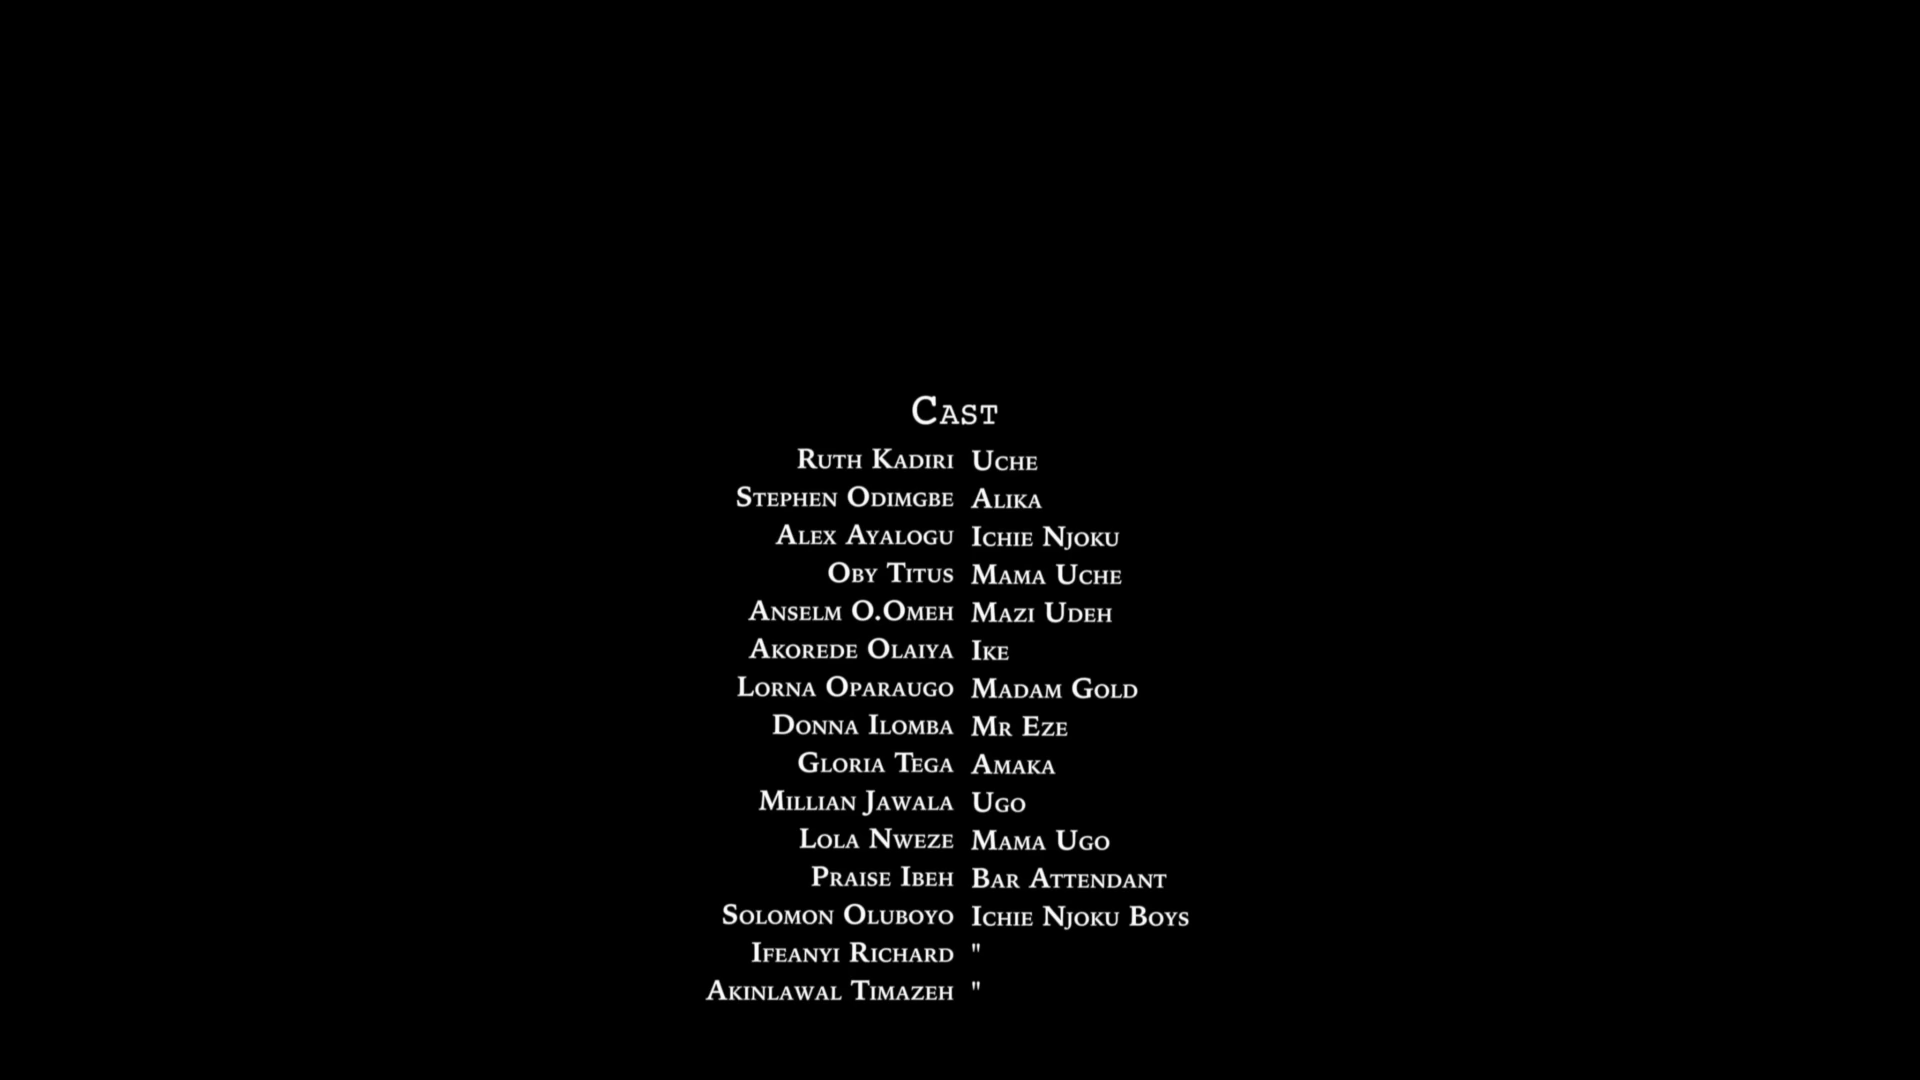 Cast
Ruth Kadiri Uche
Stephen Odimgbe Alika
Alex Ayalogu Ichie Njoku
Oby Titus Mama Uche
Anselm O.Omeh Mazi Udeh
Akorede Olaiya Ike
Lorna Oparaugo Madam Gold
Donna Ilomba Mr Eze
Gloria Tega Amaka
Millian Jawala Ugo
Lola Nweze Mama Ugo
Praise Ibeh Bar Attendant
Solomon Oluboyo Ichie Njoku Boys
Ifeanyi Richard "
Akinlawal Timazeh "